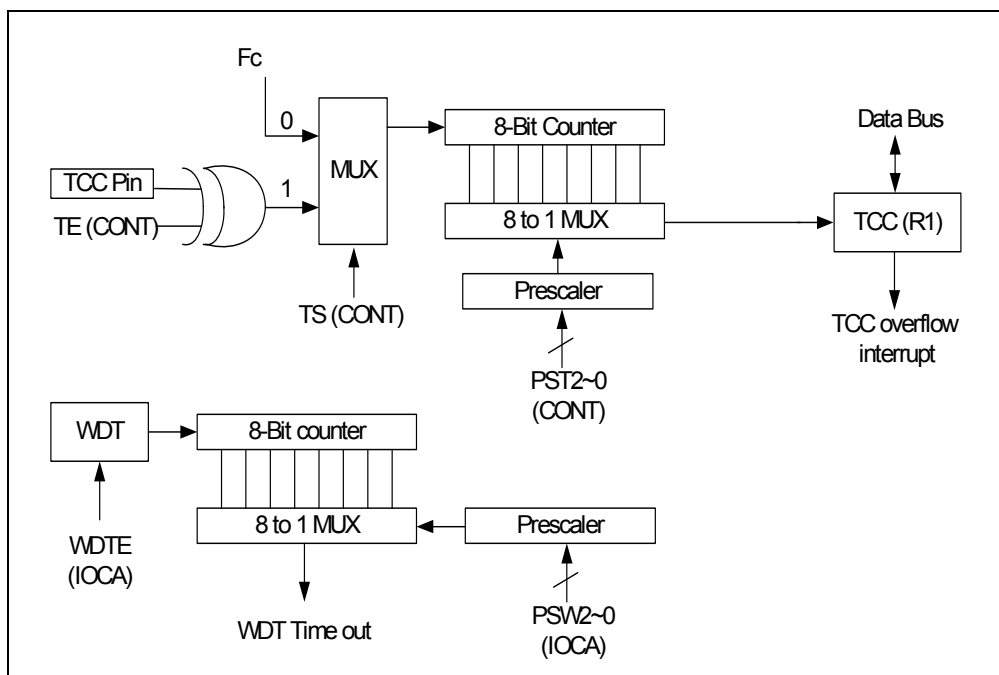 Fc
0
MUX
8-Bit Counter
Data Bus
TCC Pin
1
TE (CONT)
8 to 1 MUX
TCC (R1)
TS (CONT)
Prescaler
TCC overflow
interrupt
PST2~0
(CONT)
WDT
8-Bit counter
8 to 1 MUX
Prescaler
WDTE
(IOCA)
WDT Time out
PSW2~0
(IOCA)